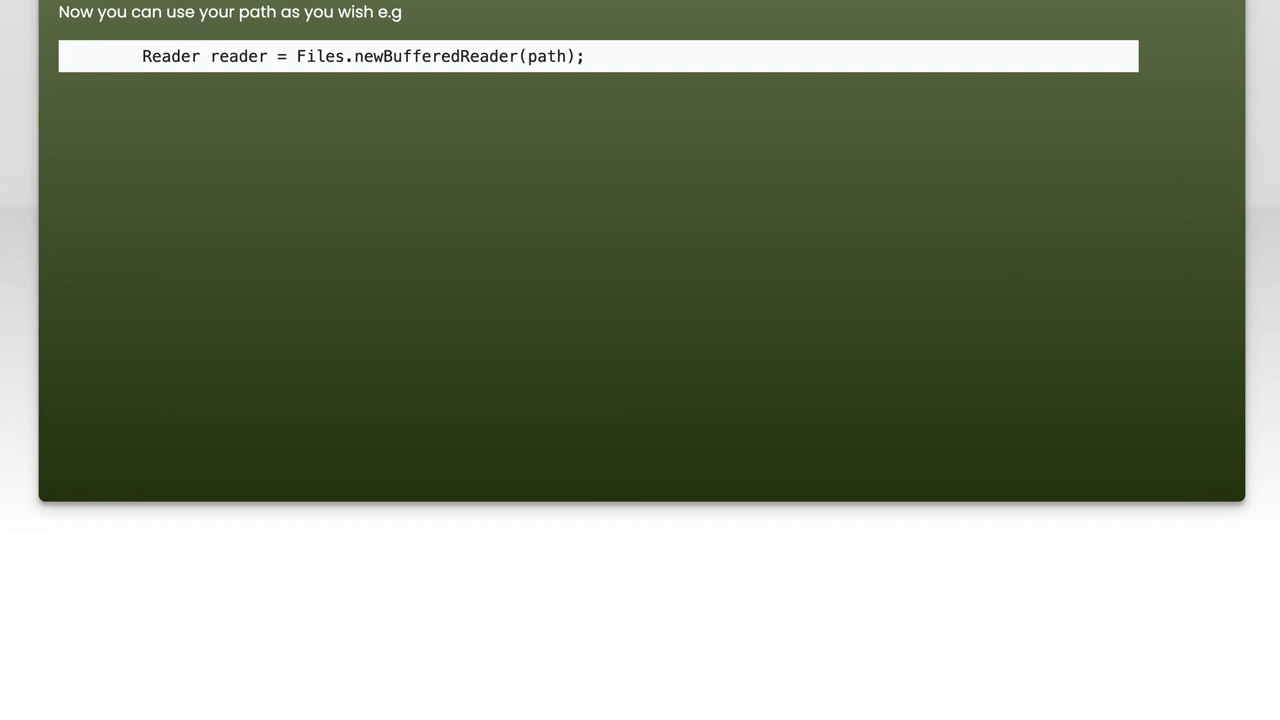 Now you can use your path as you wish e.g
Reader reader = Files.newBufferedReader(path);